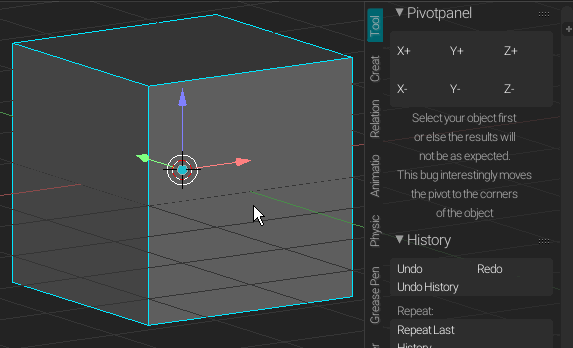 Tool
Creat
Relation
Animatio
Physic
Grease Pen
Pivotpanel
X+ Y+ Z+
X- Y- Z-
Select your object first
or else the results will
not be as expected.
This bug interestingly moves
the pivot to the corners
of the object
History
Undo Redo
Undo History
Repeat:
Repeat Last
History...